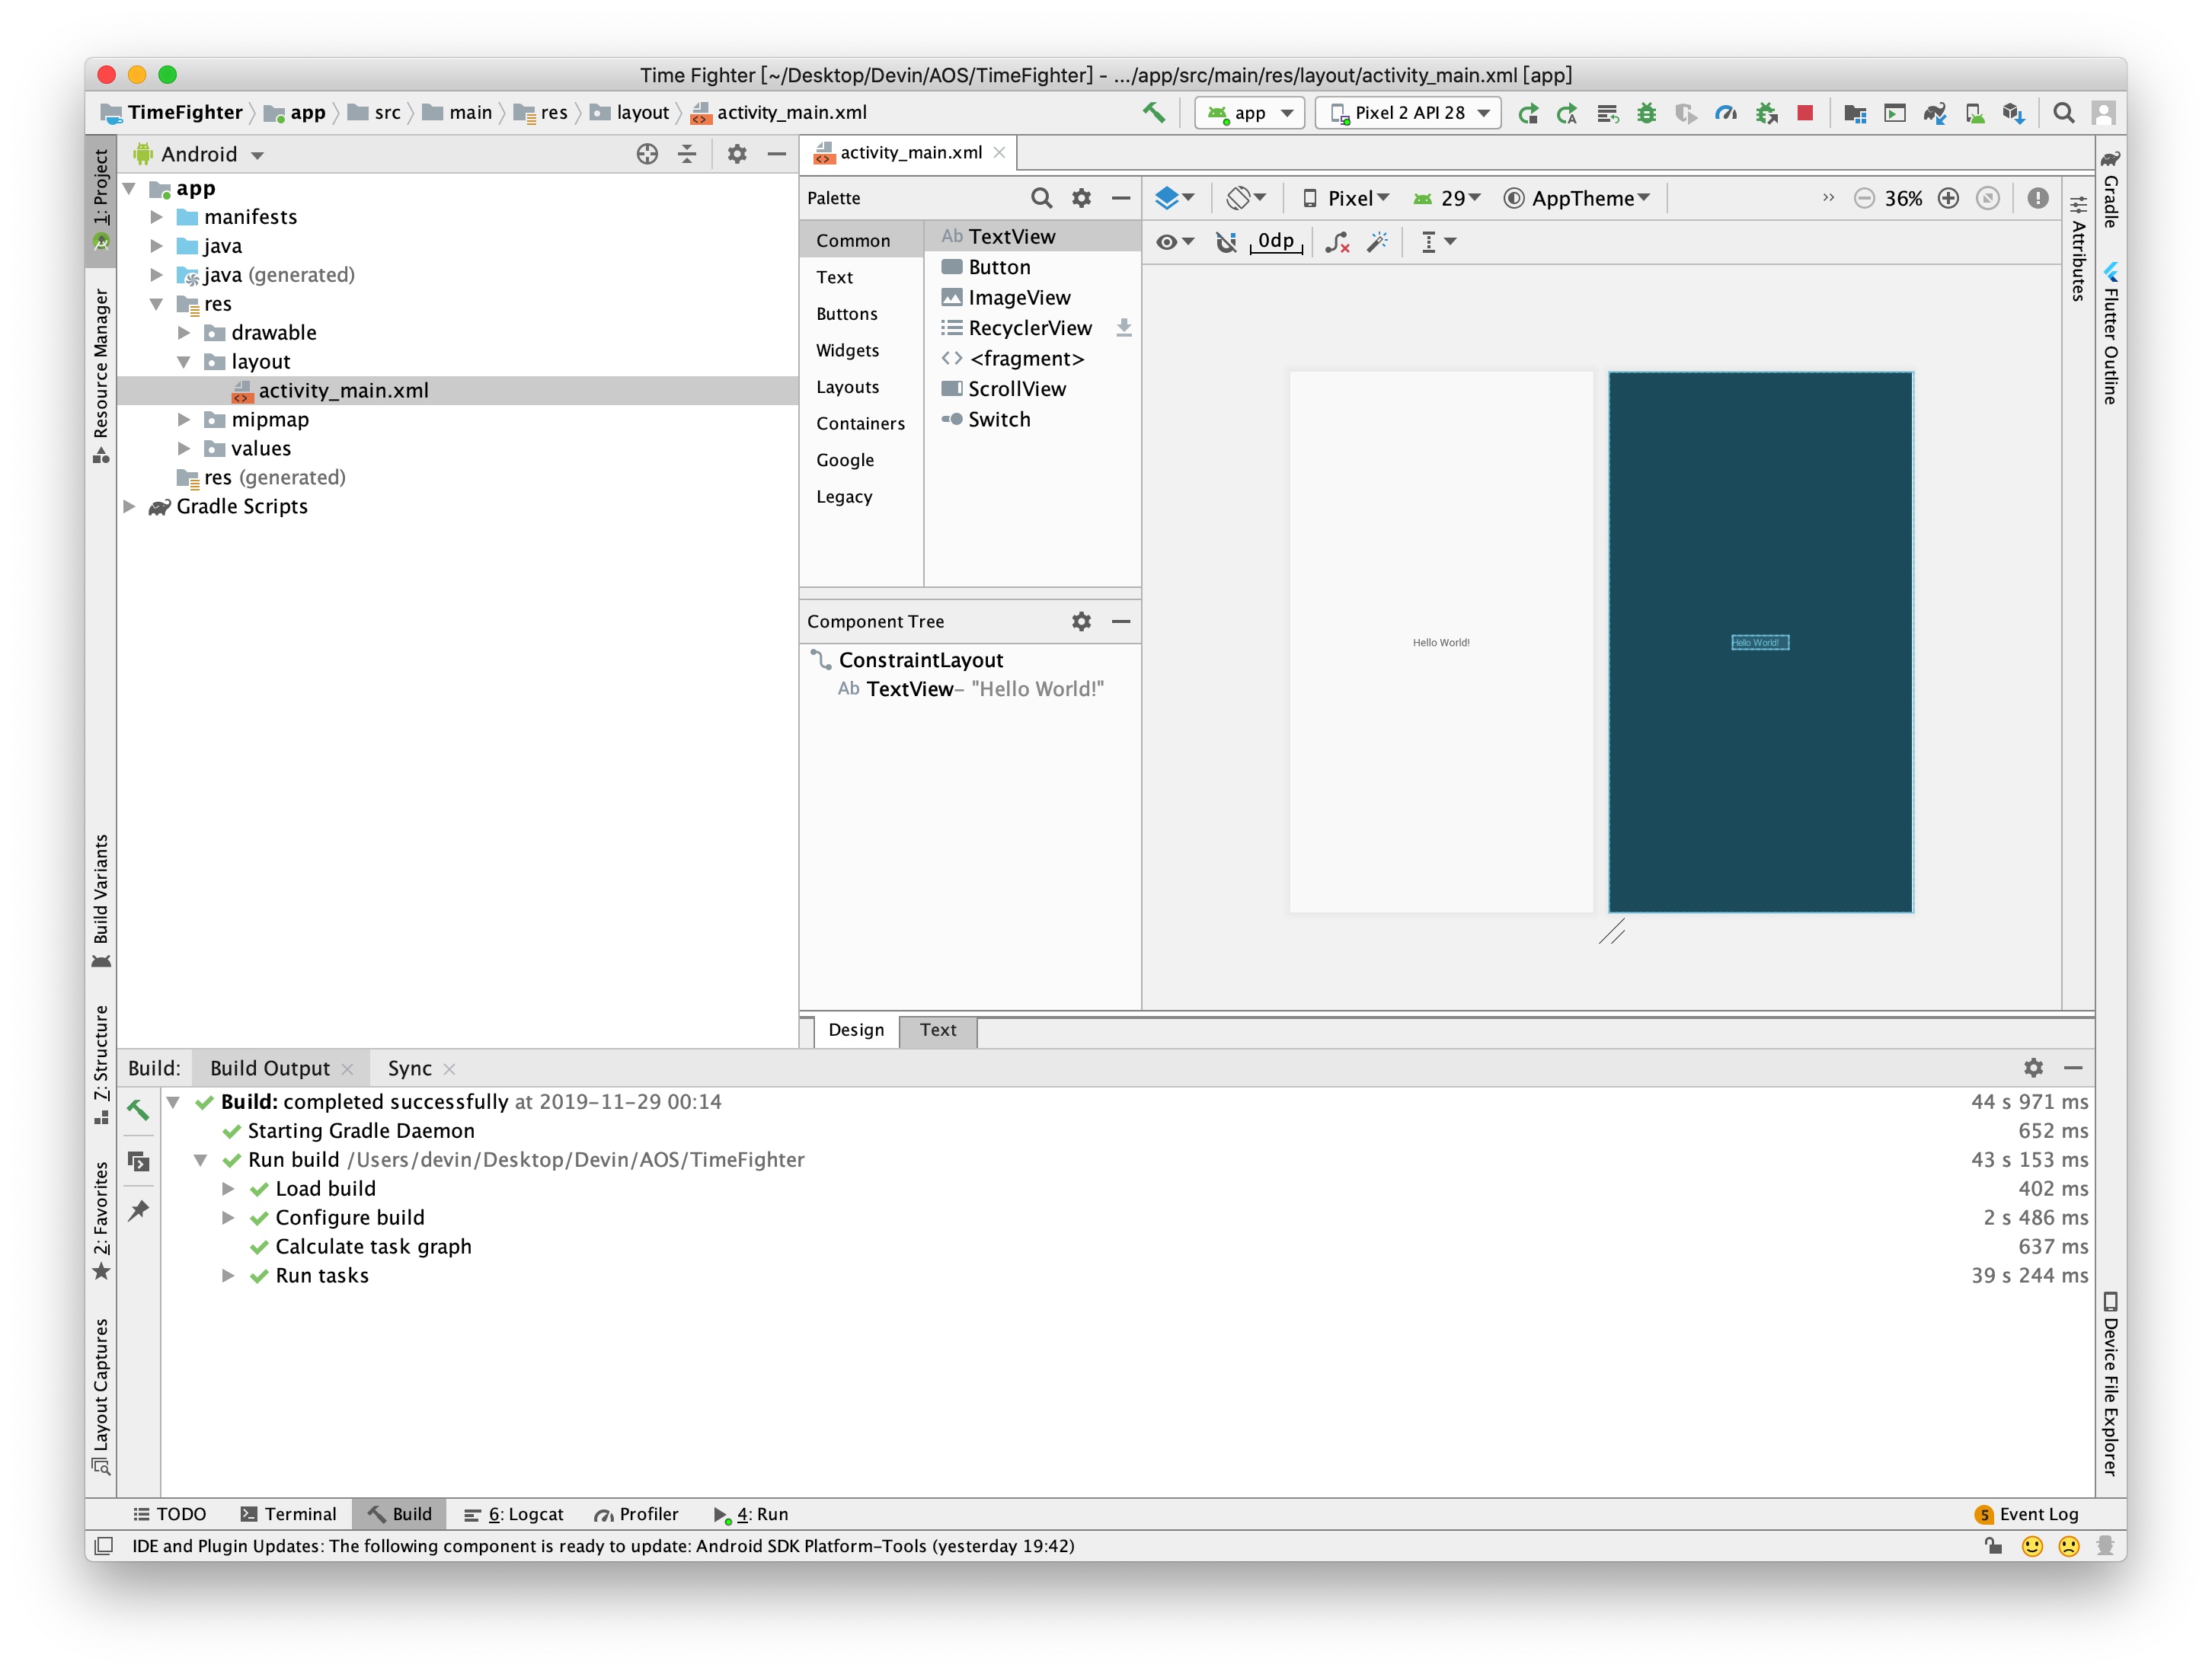 Time Fighter [~/Desktop/Devin/AOS/TimeFighter] - .../app/src/main/res/layout/activity_main.xml [app]
TimeFighter app src main res layout activity_main.xml
app Pixel 2 API 28
1: Project
Resource Manager
Build Variants
7: Structure
2: Favorites
Layout Captures
Android
app
manifests
java
java (generated)
res
drawable
layout
activity_main.xml
mipmap
values
res (generated)
Gradle Scripts
activity_main.xml
Palette
Common
Text
Buttons
Widgets
Layouts
Containers
Google
Legacy
Ab TextView
Button
ImageView
RecyclerView
<fragment>
ScrollView
Switch
Component Tree
ConstraintLayout
Ab TextView– "Hello World!"
Pixel 29 AppTheme » 36%
0dp
Hello World!
Hello World!
Attributes
Gradle
Flutter Outline
Device File Explorer
Design Text
Build: Build Output Sync
Build: completed successfully at 2019-11-29 00:14 44 s 971 ms
Starting Gradle Daemon 652 ms
Run build /Users/devin/Desktop/Devin/AOS/TimeFighter 43 s 153 ms
Load build 402 ms
Configure build 2 s 486 ms
Calculate task graph 637 ms
Run tasks 39 s 244 ms
TODO Terminal Build 6: Logcat Profiler 4: Run 5 Event Log
IDE and Plugin Updates: The following component is ready to update: Android SDK Platform-Tools (yesterday 19:42)